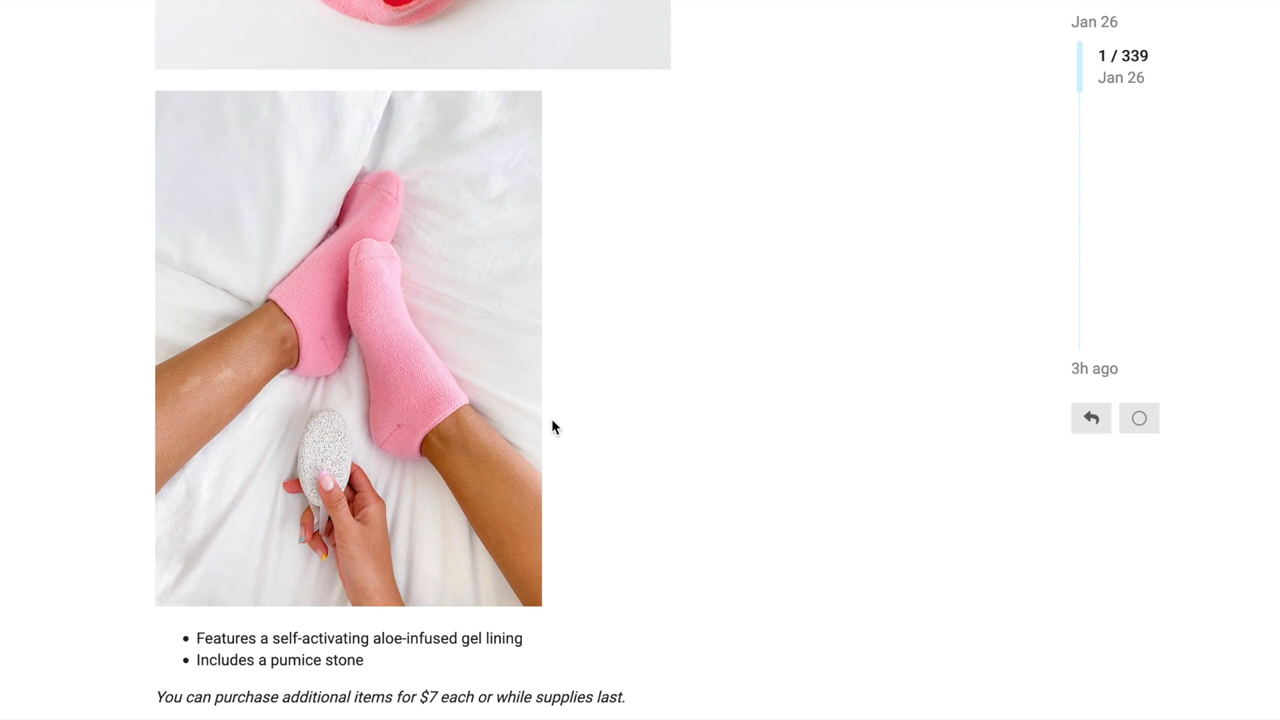 Jan 26
1 / 339
Jan 26
3h ago
Features a self-activating aloe-infused gel lining
Includes a pumice stone
You can purchase additional items for $7 each or while supplies last.